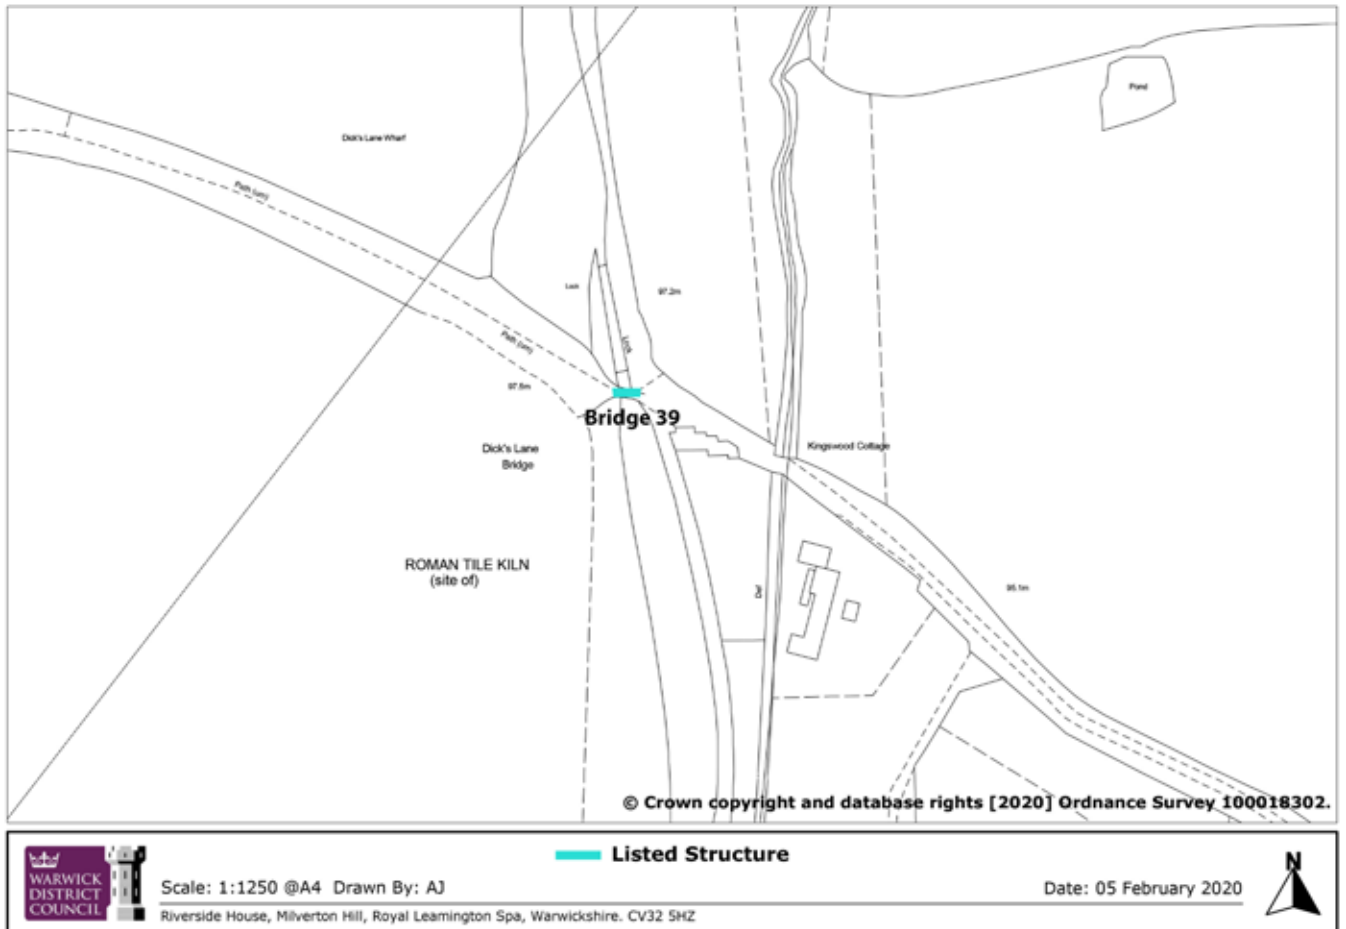 Pond
Dick's Lane Wharf
Path (um)
97.2m
Lock
Lock
Path (um)
97.5m
Bridge 39
Dick's Lane
Bridge
Kingswood Cottage
ROMAN TILE KILN
(site of)
Def
95.1m
© Crown copyright and database rights [2020] Ordnance Survey 100018302.
Listed Structure
N
WARWICK
DISTRICT
COUNCIL
Scale: 1:1250 @A4 Drawn By: AJ
Date: 05 February 2020
Riverside House, Milverton Hill, Royal Leamington Spa, Warwickshire. CV32 5HZ